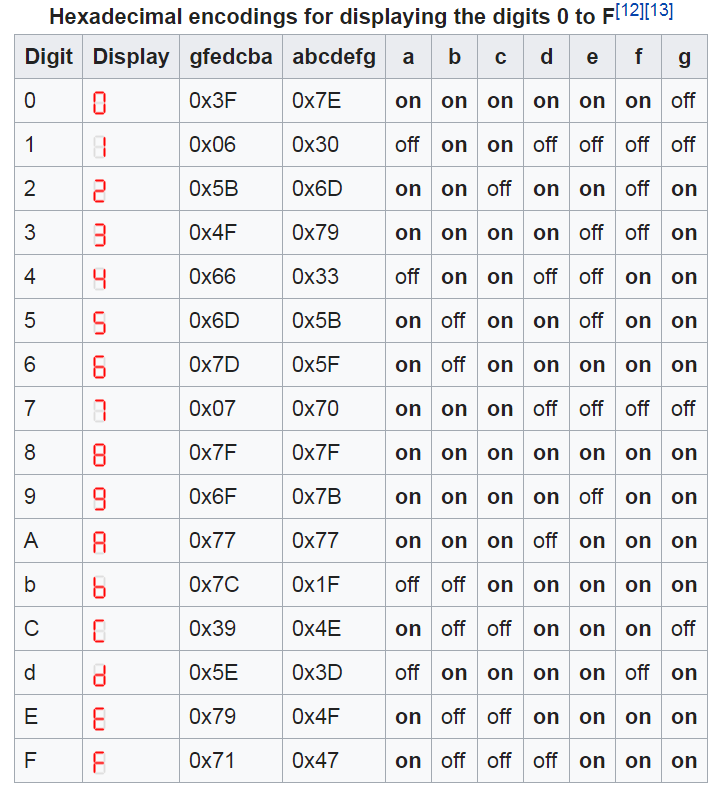 Hexadecimal encodings for displaying the digits 0 to F[12][13]
Digit Display gfedcba abcdefg a b c d e f g
0 0 0x3F 0x7E on on on on on on off
1 1 0x06 0x30 off on on off off off off
2 2 0x5B 0x6D on on off on on off on
3 3 0x4F 0x79 on on on on off off on
4 4 0x66 0x33 off on on off off on on
5 5 0x6D 0x5B on off on on off on on
6 6 0x7D 0x5F on off on on on on on
7 7 0x07 0x70 on on on off off off off
8 8 0x7F 0x7F on on on on on on on
9 9 0x6F 0x7B on on on on off on on
A A 0x77 0x77 on on on off on on on
b b 0x7C 0x1F off off on on on on on
C C 0x39 0x4E on off off on on on off
d d 0x5E 0x3D off on on on on off on
E E 0x79 0x4F on off off on on on on
F F 0x71 0x47 on off off off on on on